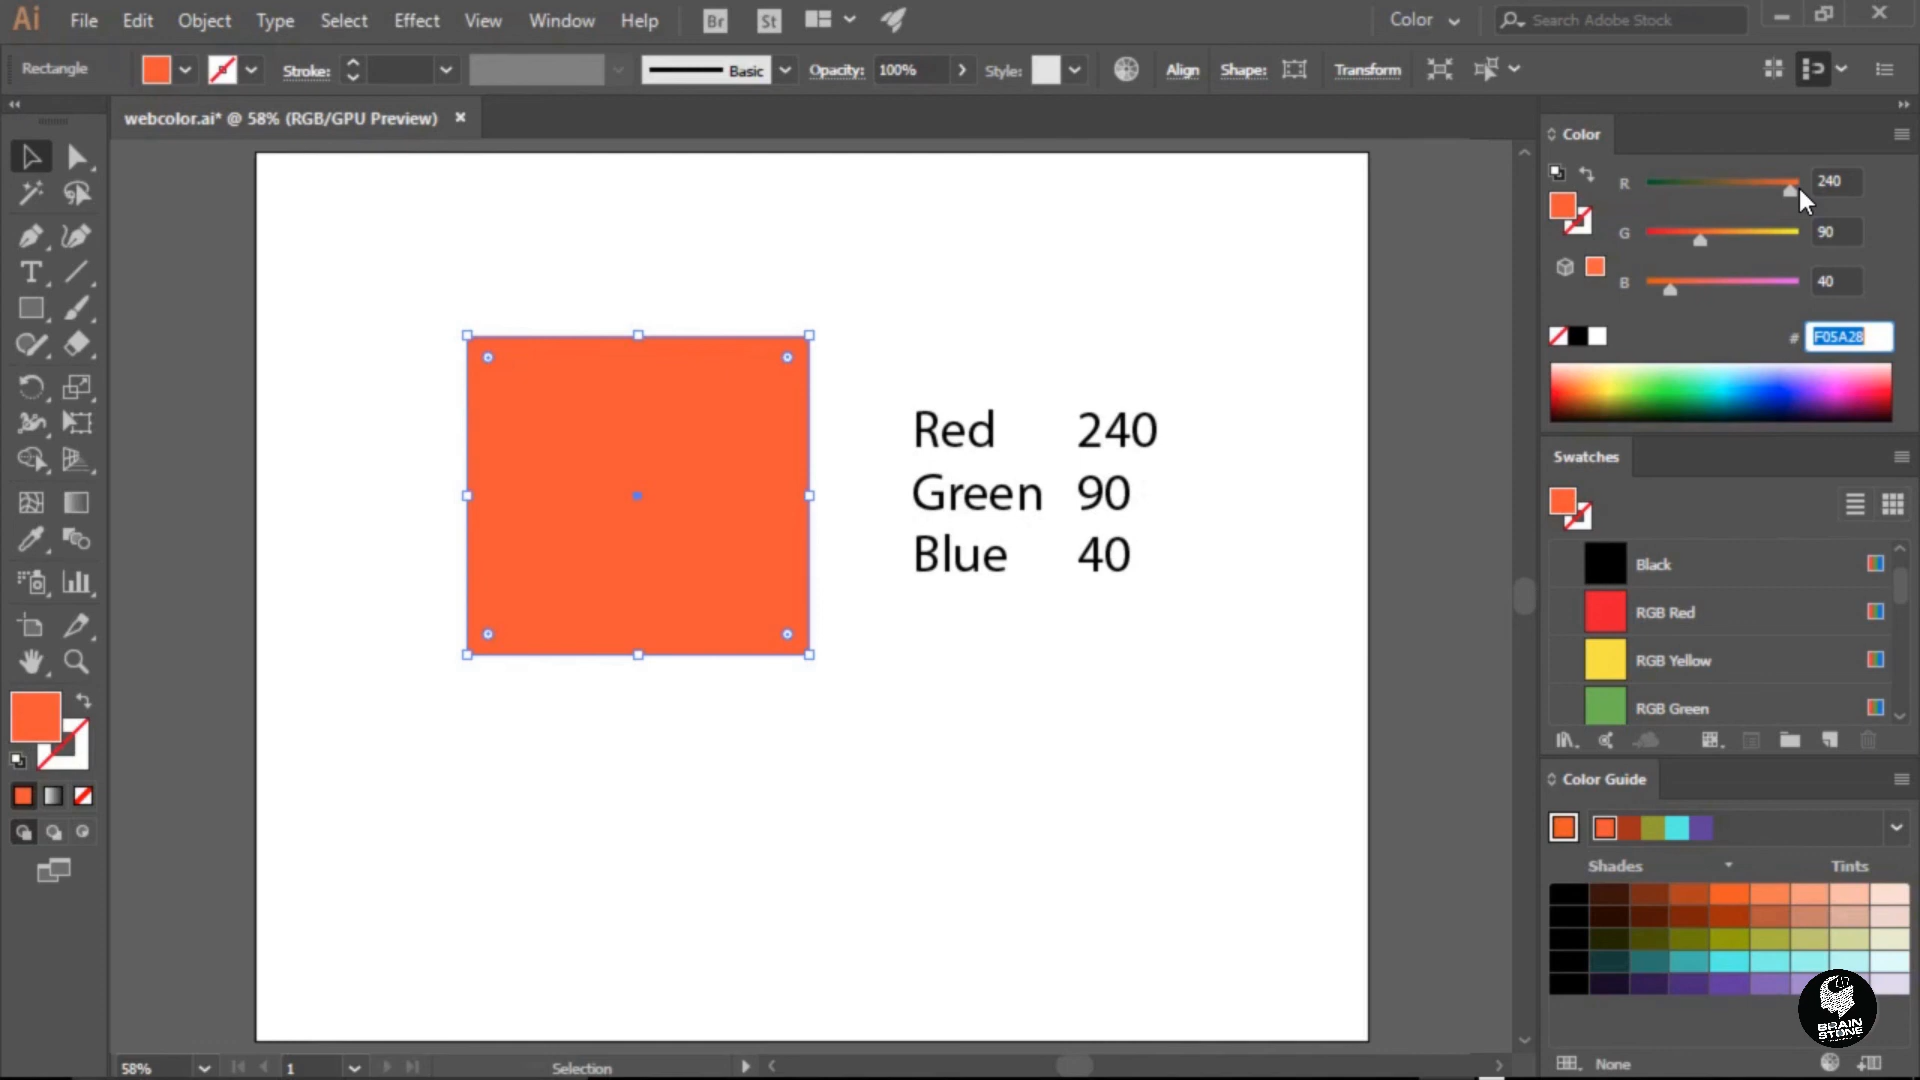 Ai File Edit Object Type Select Effect View Window Help Br St Color Search Adobe Stock
Rectangle Stroke: Basic Opacity: 100% Style: Align Shape: Transform
webcolor.ai* @ 58% (RGB/GPU Preview)
Color
R 240
G 90
B 40
# F05A28
Red 240
Green 90
Blue 40
Swatches
Black
RGB Red
RGB Yellow
RGB Green
Color Guide
Shades Tints
BRAIN
STONE
None
58% 1 Selection